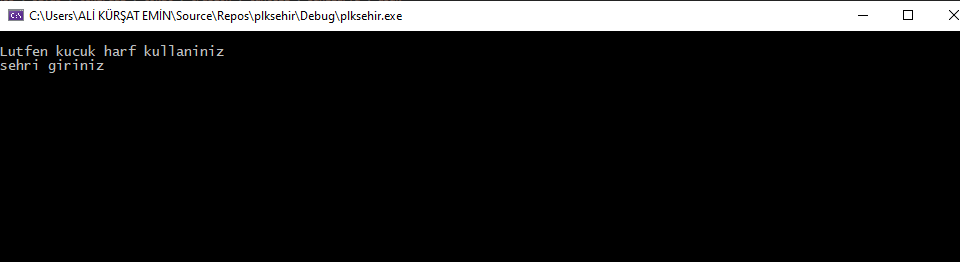 C:\Users\ALİ KÜRŞAT EMİN\Source\Repos\plksehir\Debug\plksehir.exe
Lutfen kucuk harf kullaniniz
sehri giriniz